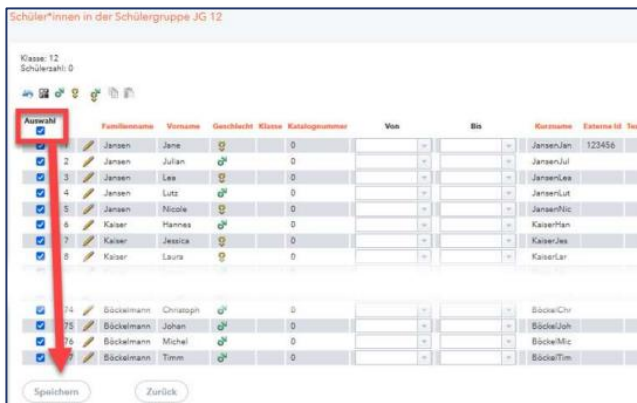 Schüler*innen in der Schülergruppe JG 12
Klasse: 12
Schülerzahl: 0
Auswahl Familienname Vorname Geschlecht Klasse Katalognummer Von Bis Kurzname Externe Id
Jansen Jane 0 JansenJan 123456
2 Jansen Julian 0 JansenJul
3 Jansen Lea 0 JansenLea
4 Jansen Lutz 0 JansenLut
5 Jansen Nicole 0 JansenNic
6 Kaiser Hannes 0 KaiserHan
7 Kaiser Jessica 0 KaiserJes
8 Kaiser Laura 0 KaiserLar
74 Böckelmann Christoph 0 BöckelChr
75 Böckelmann Johan 0 BöckelJoh
76 Böckelmann Michel 0 BöckelMic
7 Böckelmann Timm 0 BöckelTim
Speichern Zurück